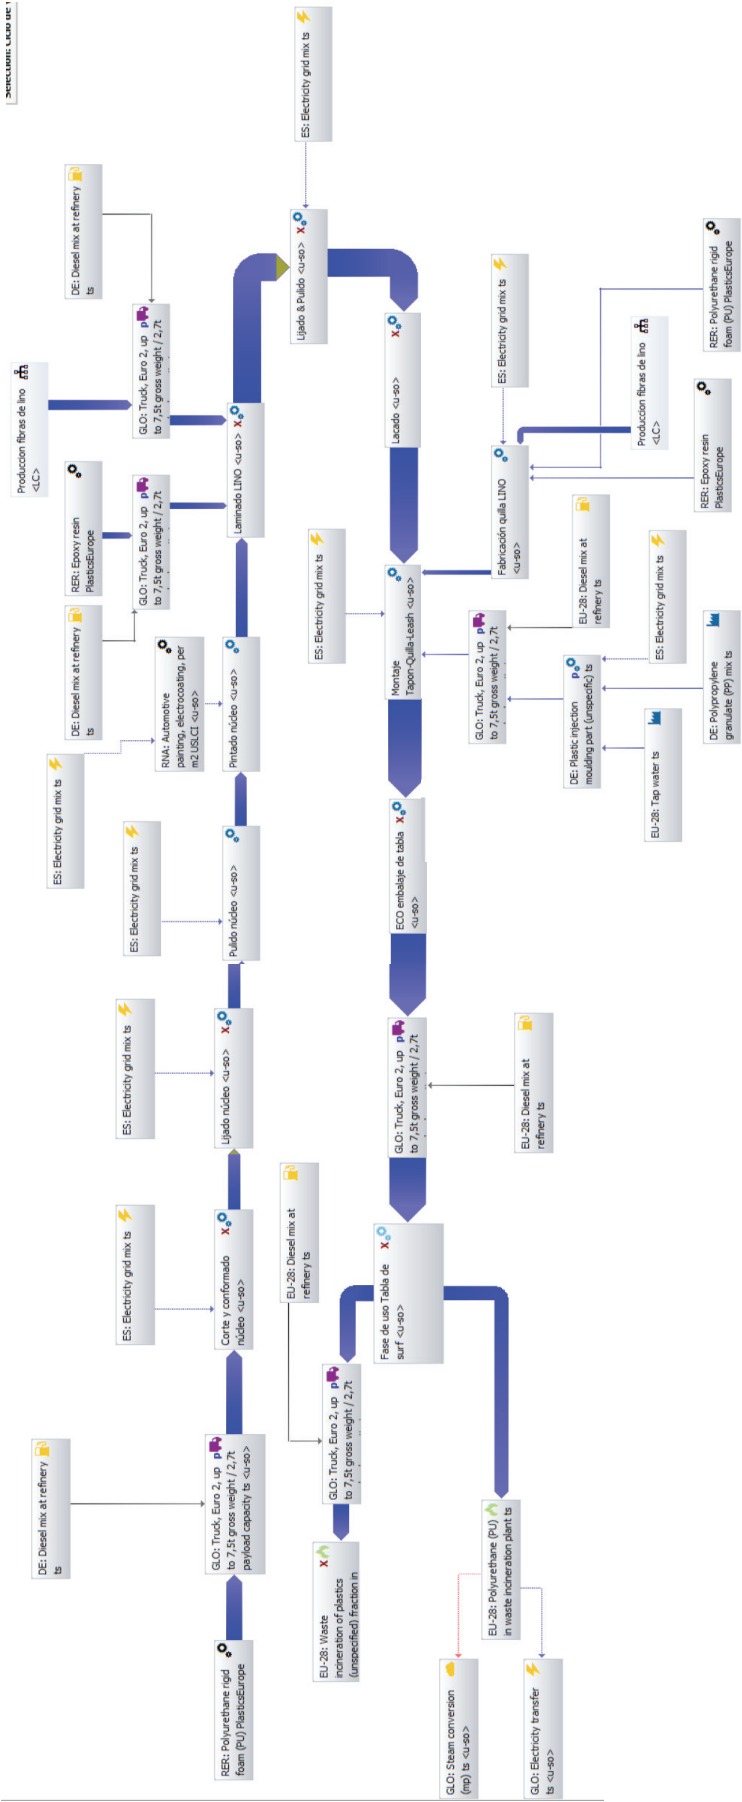 Selection: Ciclo de
ES: Electricity grid mix ts
DE: Diesel mix at refinery
ts
Produccion fibras de lino
<LC>
GLO: Truck, Euro 2, up
to 7,5t gross weight / 2,7t
RER: Epoxy resin
PlasticsEurope
GLO: Truck, Euro 2, up
to 7,5t gross weight / 2,7t
DE: Diesel mix at refinery
ts
Laminado LINO <u-so>
Lijado & Pulido <u-so>
ES: Electricity grid mix ts
RNA: Automotive
painting, electrocoating, per
m2 USLCI <u-so>
Pintado núcleo <u-so>
ES: Electricity grid mix ts
Pulido núcleo <u-so>
ES: Electricity grid mix ts
Lijado núcleo <u-so>
ES: Electricity grid mix ts
Corte y conformado
núcleo <u-so>
DE: Diesel mix at refinery
ts
GLO: Truck, Euro 2, up
to 7,5t gross weight / 2,7t
payload capacity ts <u-so>
RER: Polyurethane rigid
foam (PU) PlasticsEurope
Lacado <u-so>
ES: Electricity grid mix ts
Montaje
Tapon-Quilla-Leash <u-so>
ES: Electricity grid mix ts
Fabricación quilla LINO
<u-so>
RER: Polyurethane rigid
foam (PU) PlasticsEurope
Produccion fibras de lino
<LC>
RER: Epoxy resin
PlasticsEurope
EU-28: Diesel mix at
refinery ts
GLO: Truck, Euro 2, up
to 7,5t gross weight / 2,7t
DE: Plastic injection
moulding part (unspecific) ts
ES: Electricity grid mix ts
DE: Polypropylene
granulate (PP) mix ts
EU-28: Tap water ts
ECO embalaje de tabla
<u-so>
GLO: Truck, Euro 2, up
to 7,5t gross weight / 2,7t
EU-28: Diesel mix at
refinery ts
Fase de uso Tabla de
surf <u-so>
EU-28: Diesel mix at
refinery ts
GLO: Truck, Euro 2, up
to 7,5t gross weight / 2,7t
EU-28: Waste
incineration of plastics
(unspecified) fraction in
EU-28: Polyurethane (PU)
in waste incineration plant ts
GLO: Steam conversion
(mp) ts <u-so>
GLO: Electricity transfer
ts <u-so>